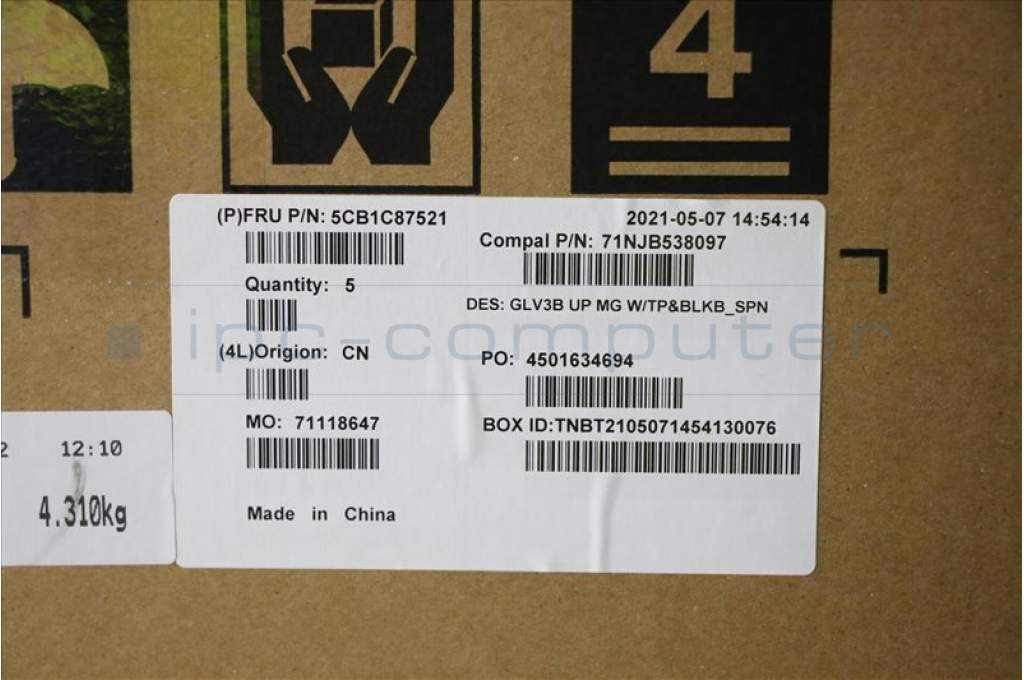 4
(P)FRU P/N: 5CB1C87521
2021-05-07 14:54:14
Compal P/N: 71NJB538097
Quantity: 5
DES: GLV3B UP MG W/TP&BLKB_SPN
ipc-computer
(4L)Origion: CN
PO: 4501634694
MO: 71118647
BOX ID:TNBT2105071454130076
Made in China
2 12:10
4.310kg